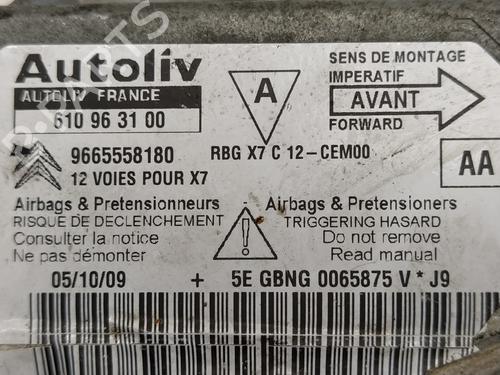 Autoliv
AUTOLIV FRANCE
610 96 31 00
A
SENS DE MONTAGE
IMPERATIF
AVANT
FORWARD
9665558180
RBG X7 C 12-CEM00
12 VOIES POUR X7
AA
Airbags & Pretensionneurs
RISQUE DE DECLENCHEMENT
Consulter la notice
Ne pas démonter
!
Airbags & Pretensioners
TRIGGERING HASARD
Do not remove
Read manual
05/10/09 + 5E GBNG 0065875 V * J9